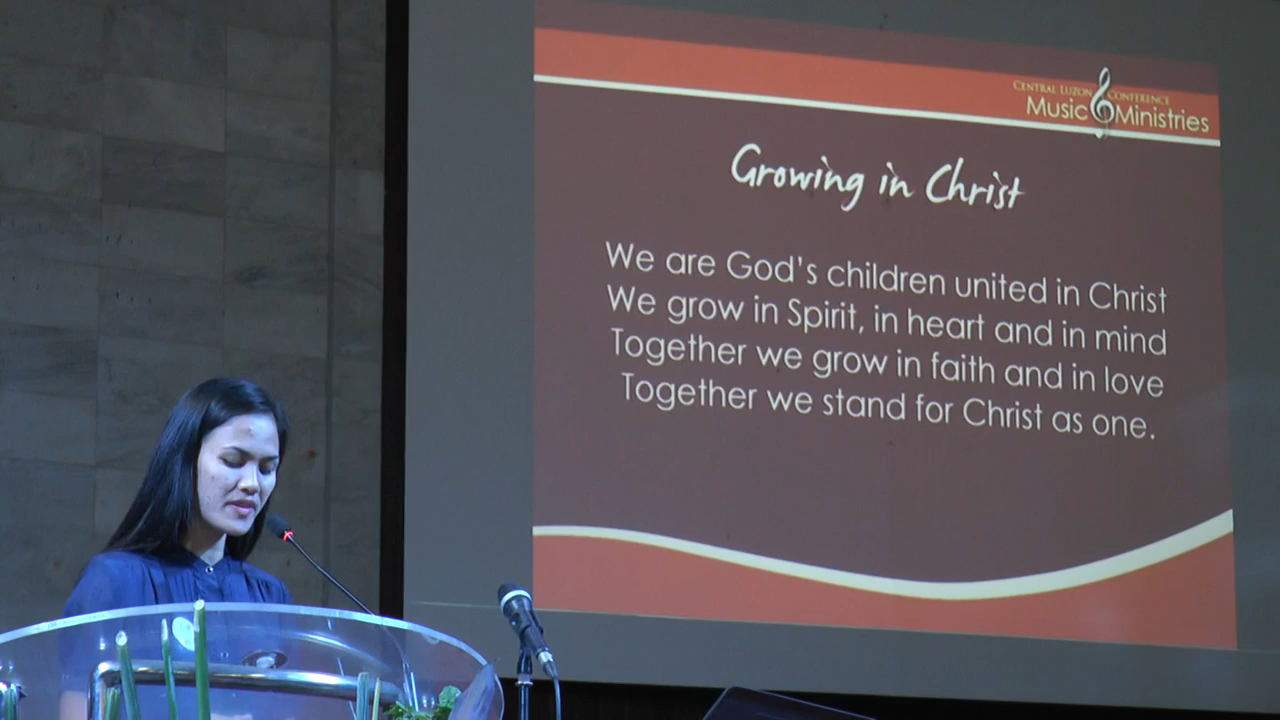 CENTRAL LUZON CONFERENCE
Music Ministries
Growing in Christ
We are God's children united in Christ
We grow in Spirit, in heart and in mind
Together we grow in faith and in love
Together we stand for Christ as one.